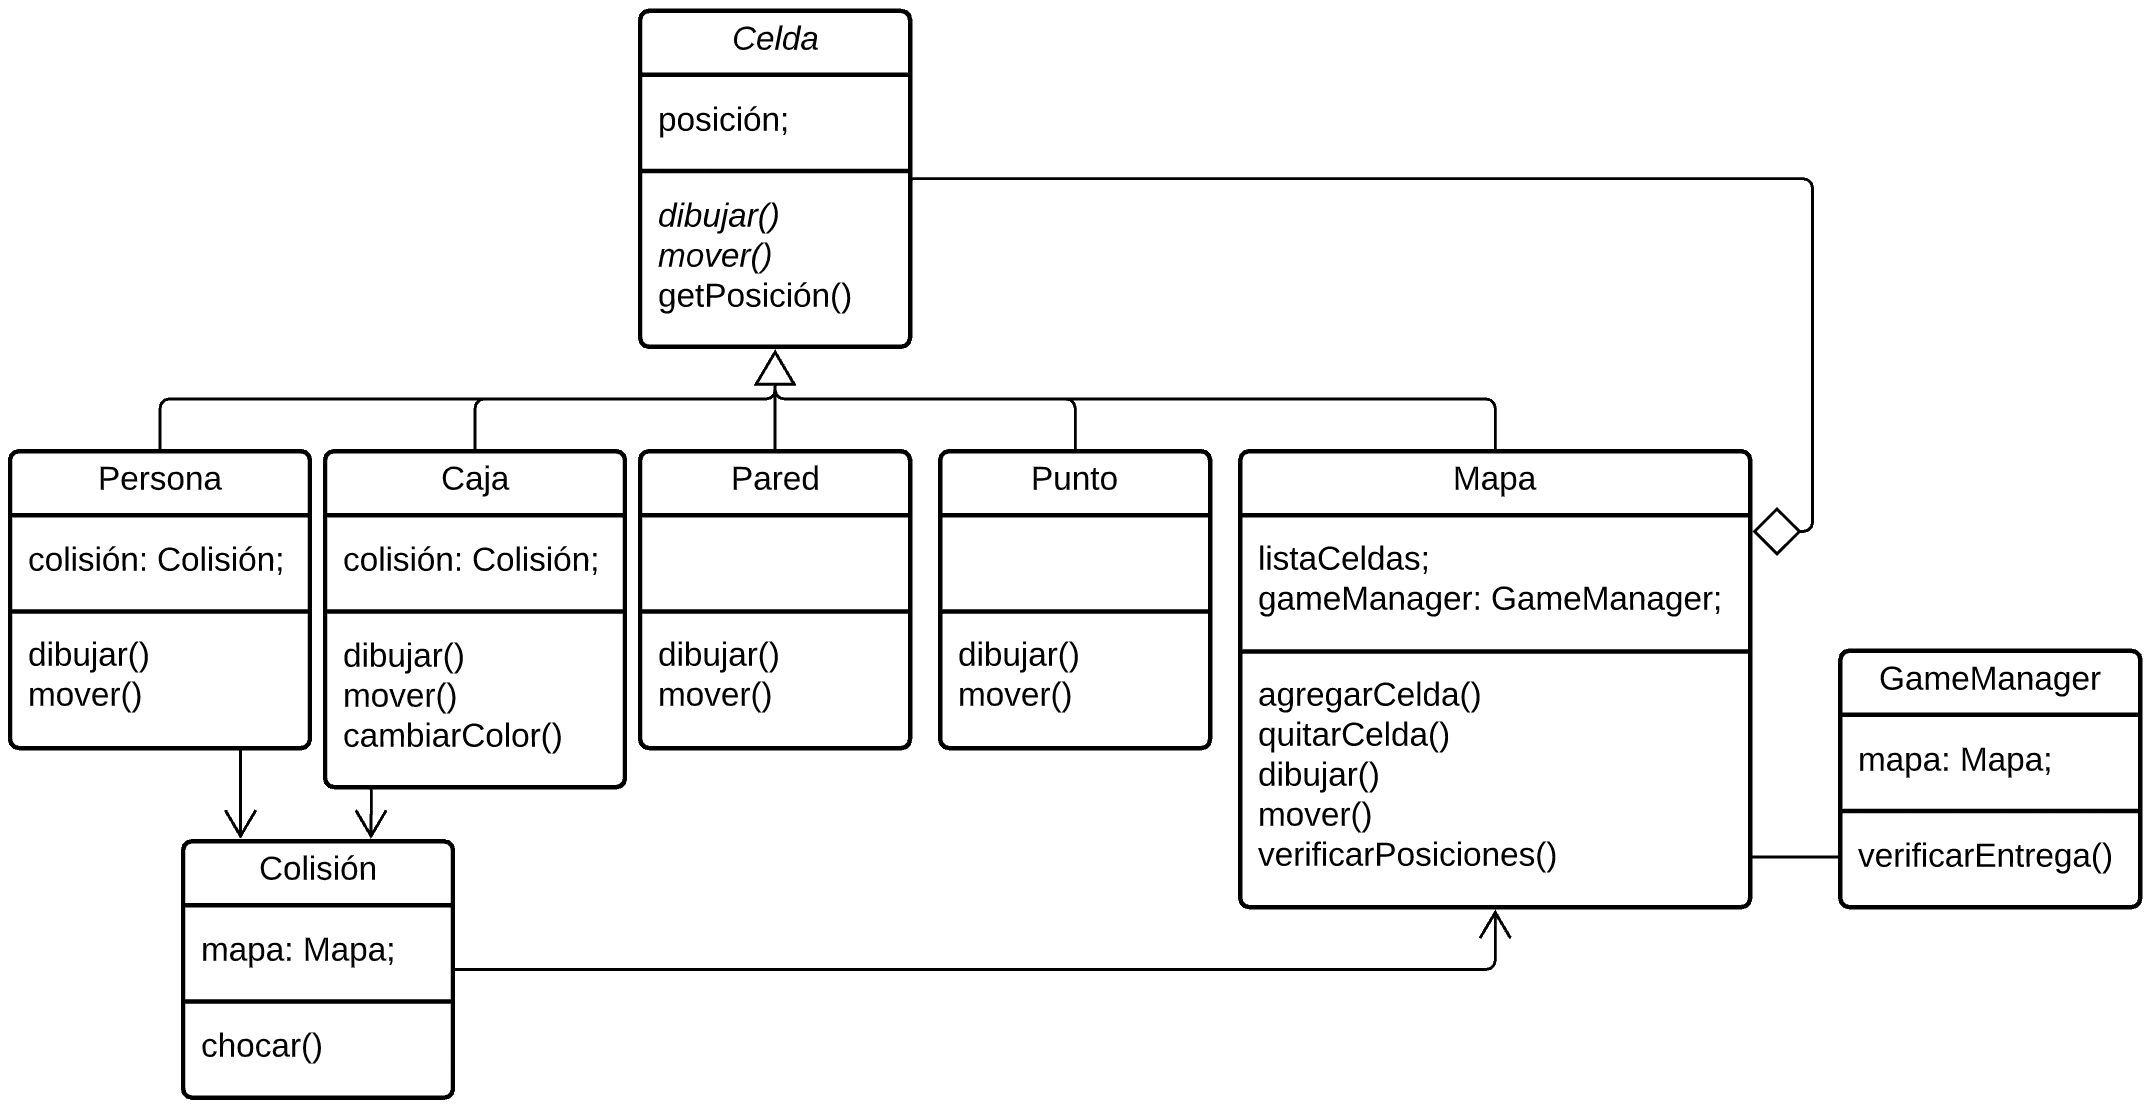 Celda
posición;
dibujar()
mover()
getPosición()
Persona
colisión: Colisión;
dibujar()
mover()
Caja
colisión: Colisión;
dibujar()
mover()
cambiarColor()
Pared
dibujar()
mover()
Punto
dibujar()
mover()
Mapa
listaCeldas;
gameManager: GameManager;
agregarCelda()
quitarCelda()
dibujar()
mover()
verificarPosiciones()
GameManager
mapa: Mapa;
verificarEntrega()
Colisión
mapa: Mapa;
chocar()